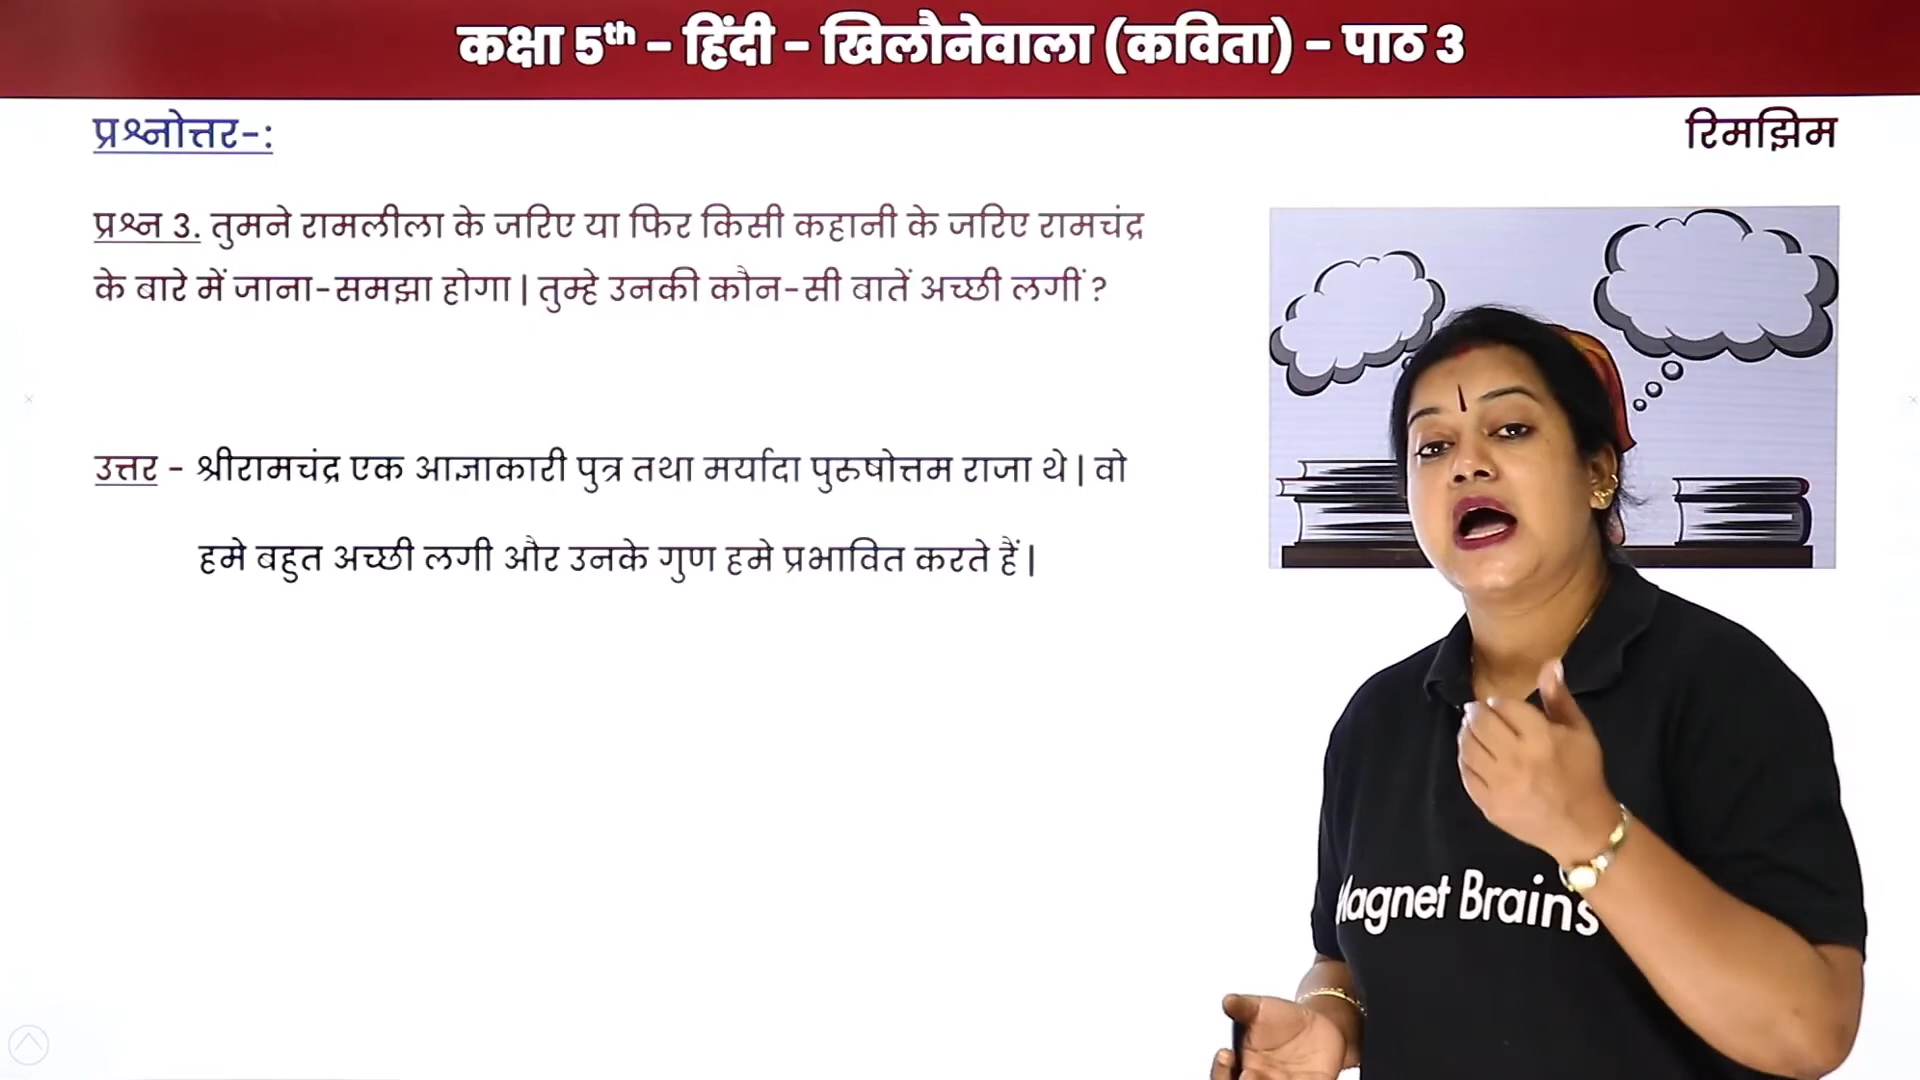 कक्षा 5th - हिंदी - खिलौनेवाला (कविता) - पाठ 3
प्रश्नोत्तर-:
रिमझिम
प्रश्न 3. तुमने रामलीला के जरिए या फिर किसी कहानी के जरिए रामचंद्र
के बारे में जाना-समझा होगा | तुम्हे उनकी कौन-सी बातें अच्छी लगीं ?
उत्तर - श्रीरामचंद्र एक आज्ञाकारी पुत्र तथा मर्यादा पुरुषोत्तम राजा थे | वो
हमे बहुत अच्छी लगी और उनके गुण हमे प्रभावित करते हैं |
Magnet Brains